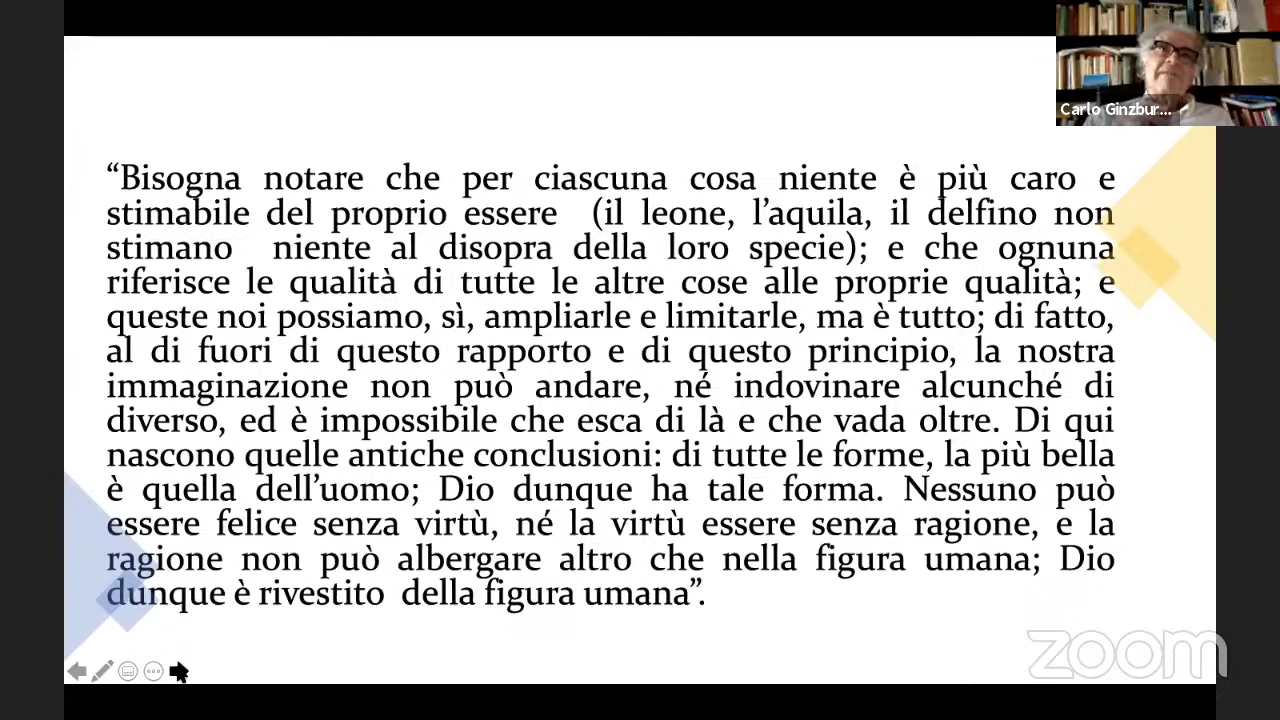 Carlo Ginzbur...
“Bisogna notare che per ciascuna cosa niente è più caro e
stimabile del proprio essere (il leone, l’aquila, il delfino non
stimano niente al disopra della loro specie); e che ognuna
riferisce le qualità di tutte le altre cose alle proprie qualità; e
queste noi possiamo, sì, ampliarle e limitarle, ma è tutto; di fatto,
al di fuori di questo rapporto e di questo principio, la nostra
immaginazione non può andare, né indovinare alcunché di
diverso, ed è impossibile che esca di là e che vada oltre. Di qui
nascono quelle antiche conclusioni: di tutte le forme, la più bella
è quella dell’uomo; Dio dunque ha tale forma. Nessuno può
essere felice senza virtù, né la virtù essere senza ragione, e la
ragione non può albergare altro che nella figura umana; Dio
dunque è rivestito della figura umana”.
zoom